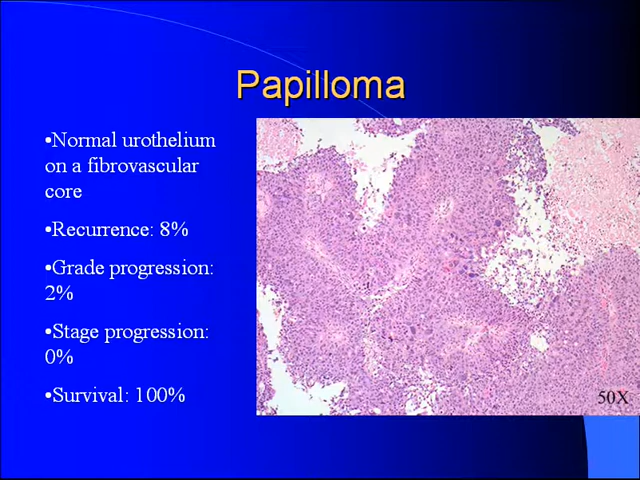 Papilloma
•Normal urothelium
on a fibrovascular
core
•Recurrence: 8%
•Grade progression:
2%
•Stage progression:
0%
•Survival: 100%
50X